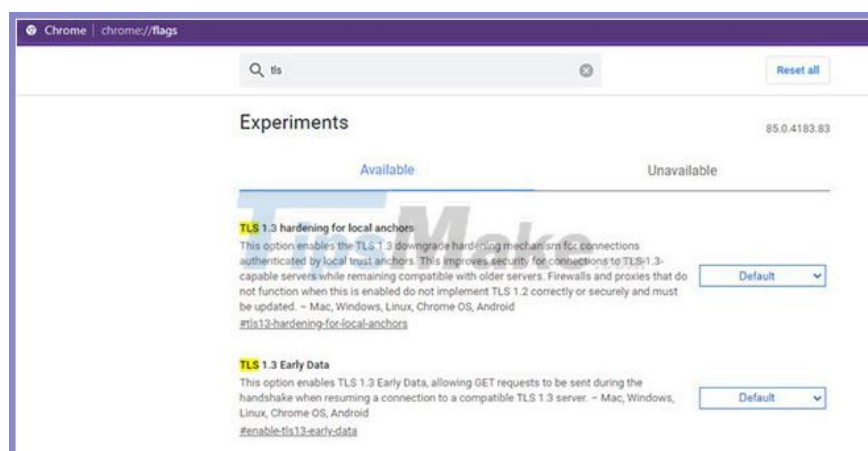 Chrome | chrome://flags
tls
Reset all
Experiments
85.0.4183.83
Available
Unavailable
TipsMake
TLS 1.3 hardening for local anchors
This option enables the TLS 1.3 downgrade hardening mechanism for connections
authenticated by local trust anchors. This improves security for connections to TLS-1.3-
capable servers while remaining compatible with older servers. Firewalls and proxies that do
not function when this is enabled do not implement TLS 1.2 correctly or securely and must
be updated. – Mac, Windows, Linux, Chrome OS, Android
#tls13-hardening-for-local-anchors
Default
TLS 1.3 Early Data
This option enables TLS 1.3 Early Data, allowing GET requests to be sent during the
handshake when resuming a connection to a compatible TLS 1.3 server. – Mac, Windows,
Linux, Chrome OS, Android
#enable-tls13-early-data
Default